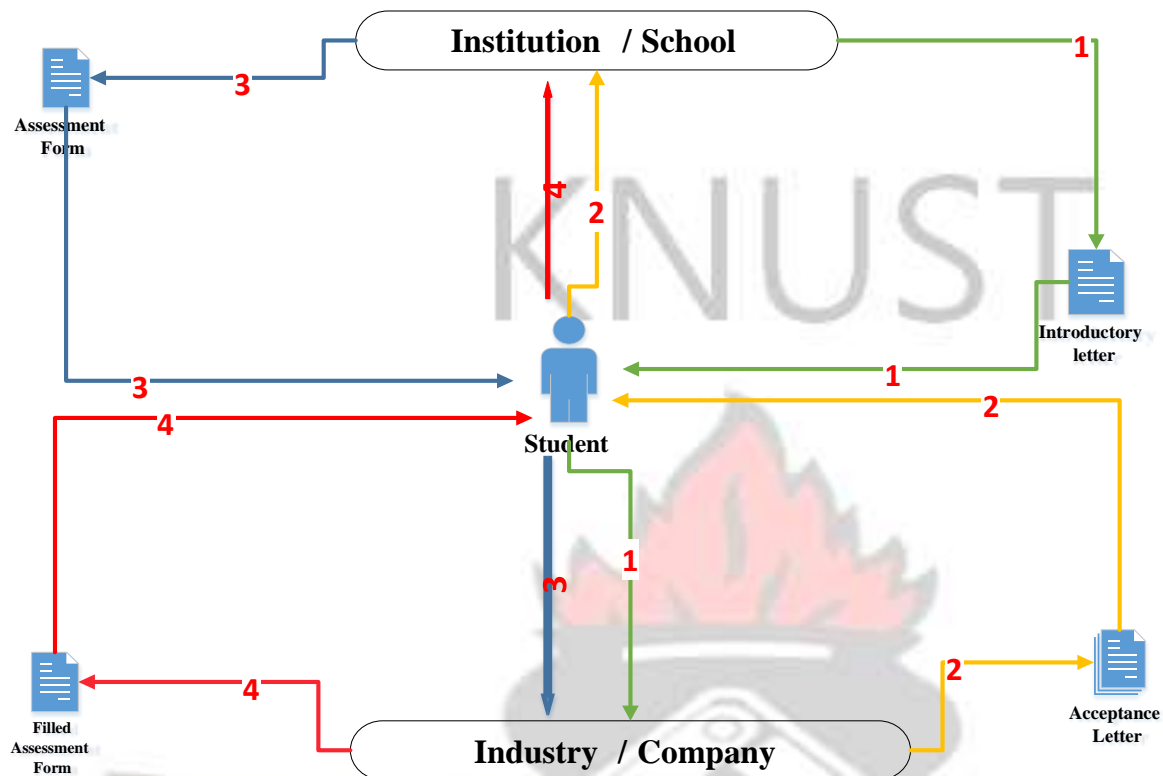 Institution / School
1
3
Assessment
Form
4
2
KNUST
Introductory
letter
1
3
2
4
Student
1
3
4
2
Filled
Assessment
Form
Industry / Company
Acceptance
Letter